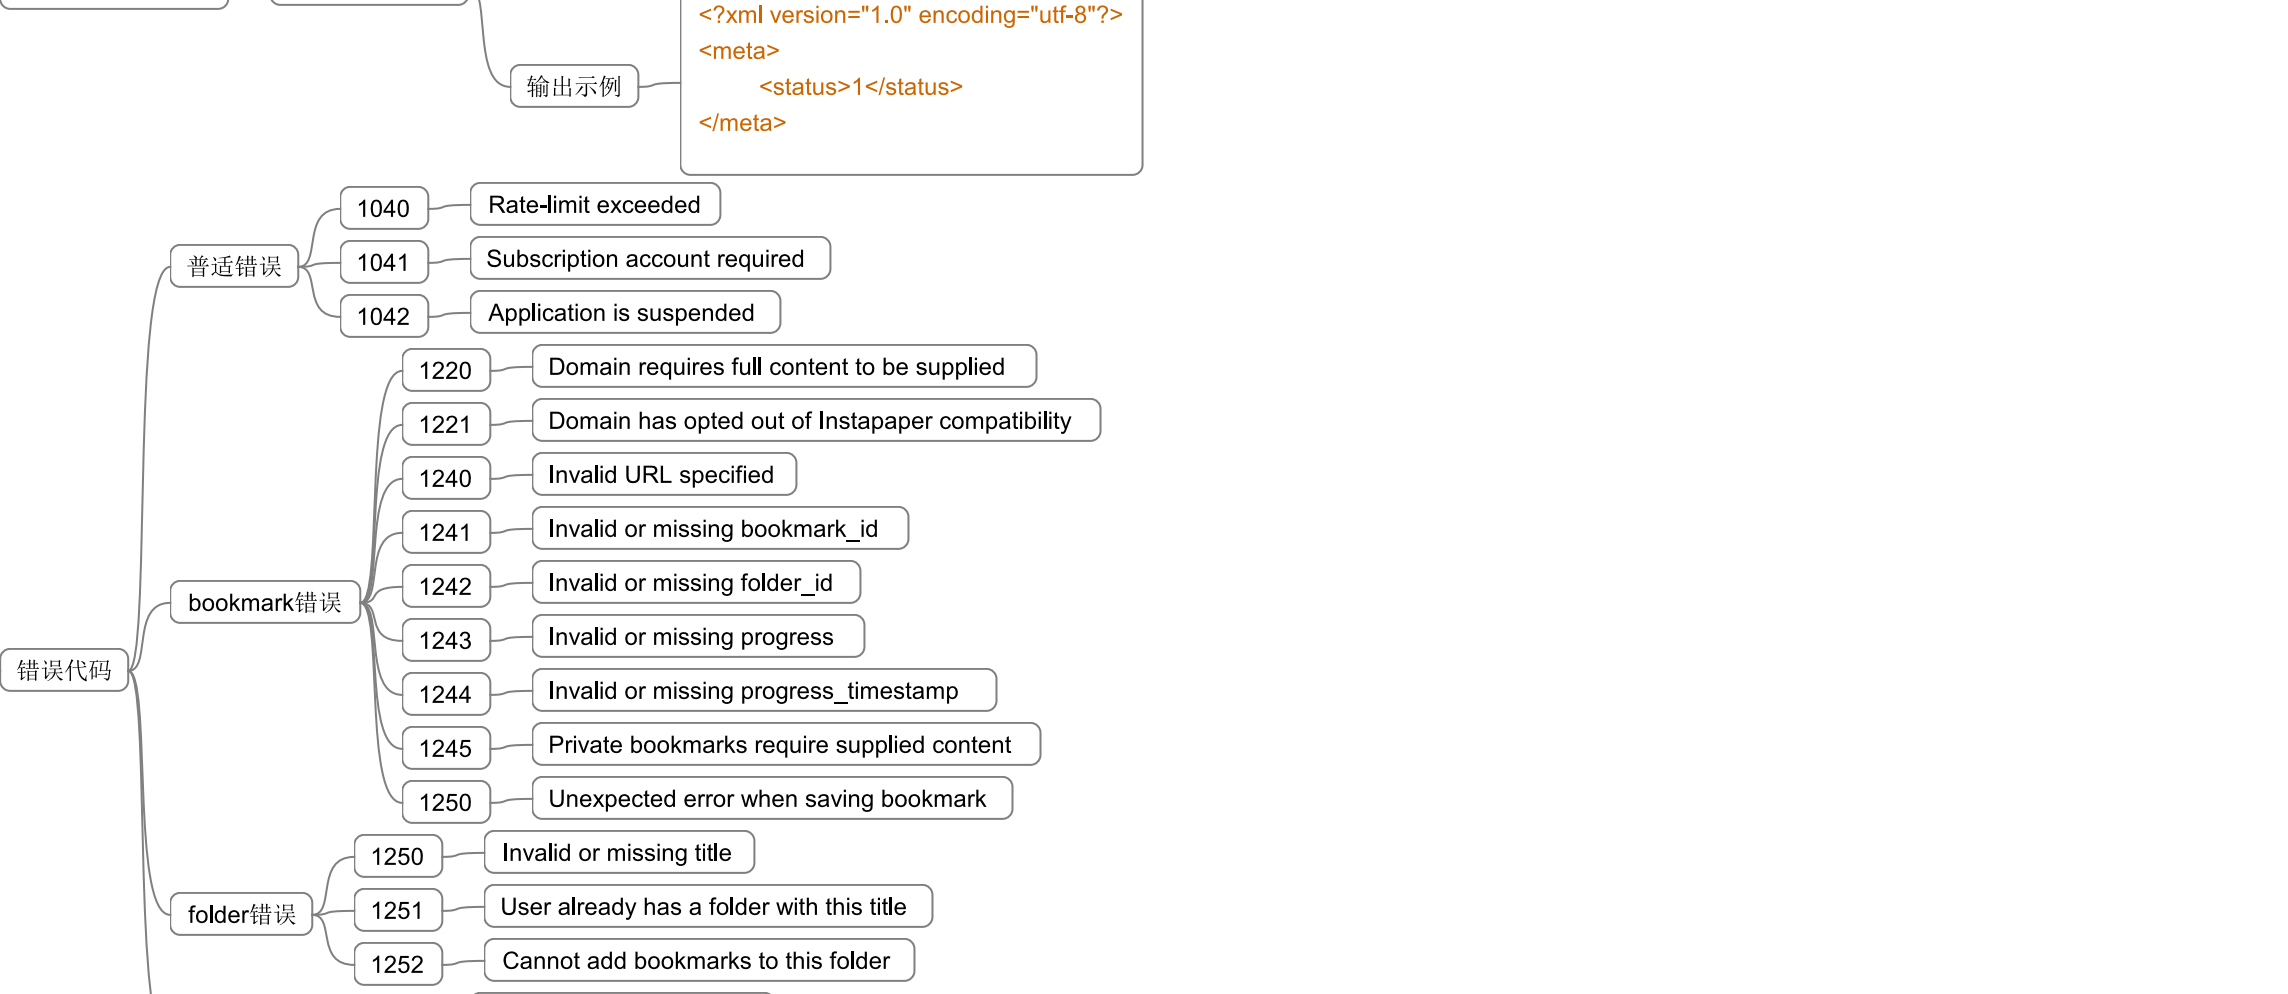 <?xml version="1.0" encoding="utf-8"?>
<meta>
<status>1</status>
</meta>
输出示例
错误代码
普适错误
1040 Rate-limit exceeded
1041 Subscription account required
1042 Application is suspended
bookmark错误
1220 Domain requires full content to be supplied
1221 Domain has opted out of Instapaper compatibility
1240 Invalid URL specified
1241 Invalid or missing bookmark_id
1242 Invalid or missing folder_id
1243 Invalid or missing progress
1244 Invalid or missing progress_timestamp
1245 Private bookmarks require supplied content
1250 Unexpected error when saving bookmark
folder错误
1250 Invalid or missing title
1251 User already has a folder with this title
1252 Cannot add bookmarks to this folder